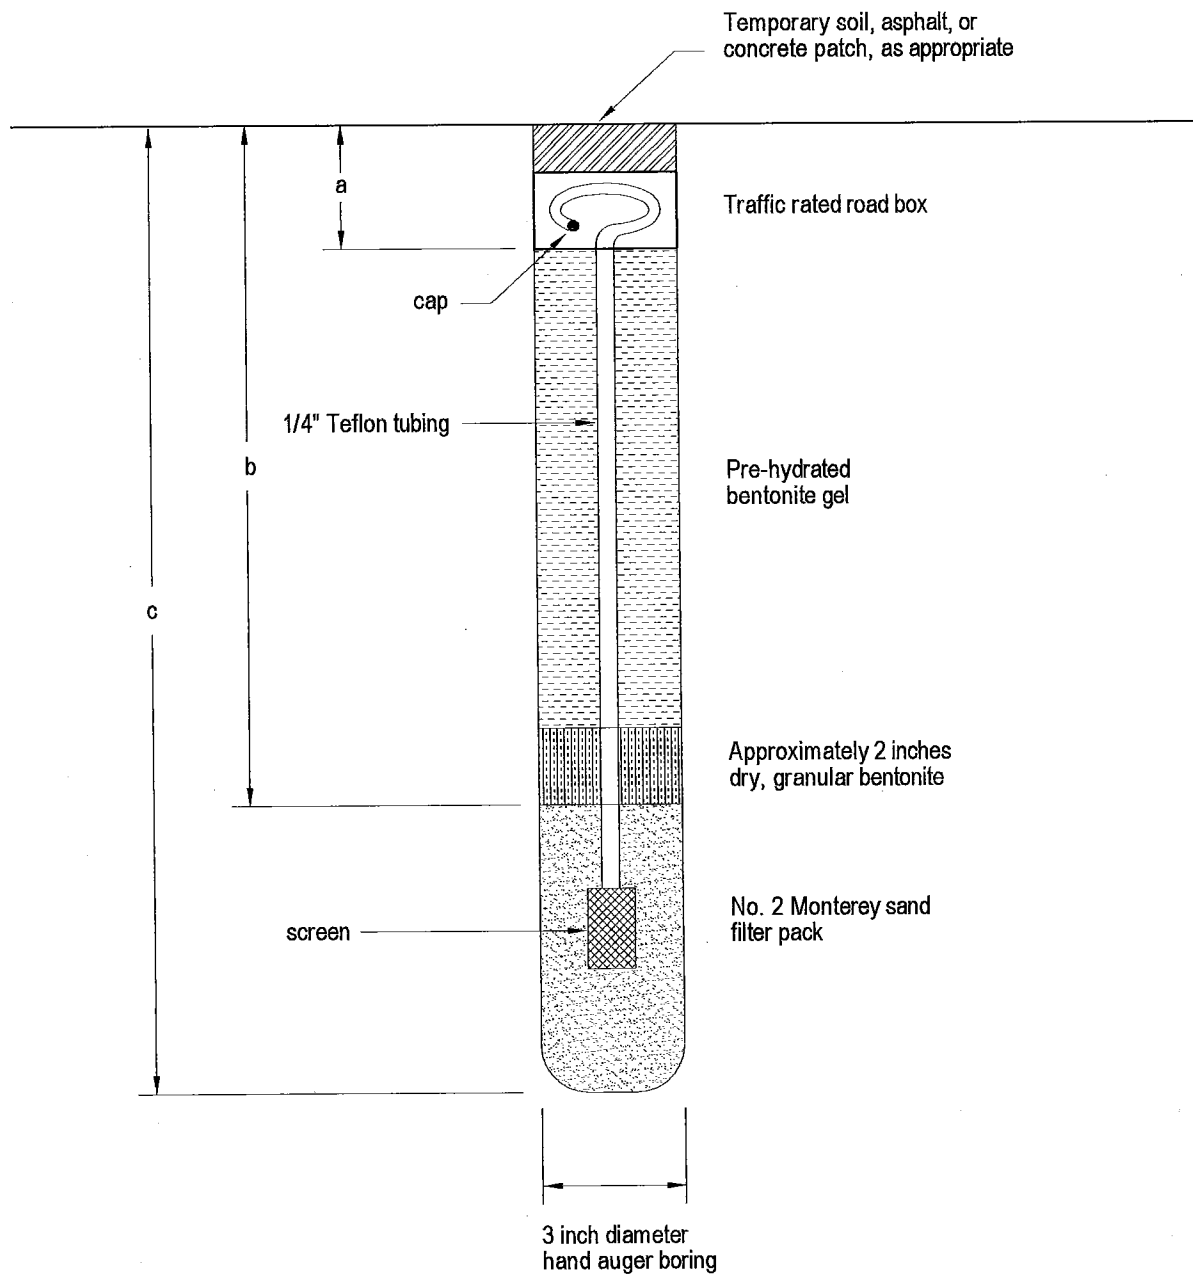 Temporary soil, asphalt, or
concrete patch, as appropriate
a
Traffic rated road box
cap
1/4" Teflon tubing
b
Pre-hydrated
bentonite gel
c
Approximately 2 inches
dry, granular bentonite
screen
No. 2 Monterey sand
filter pack
3 inch diameter
hand auger boring